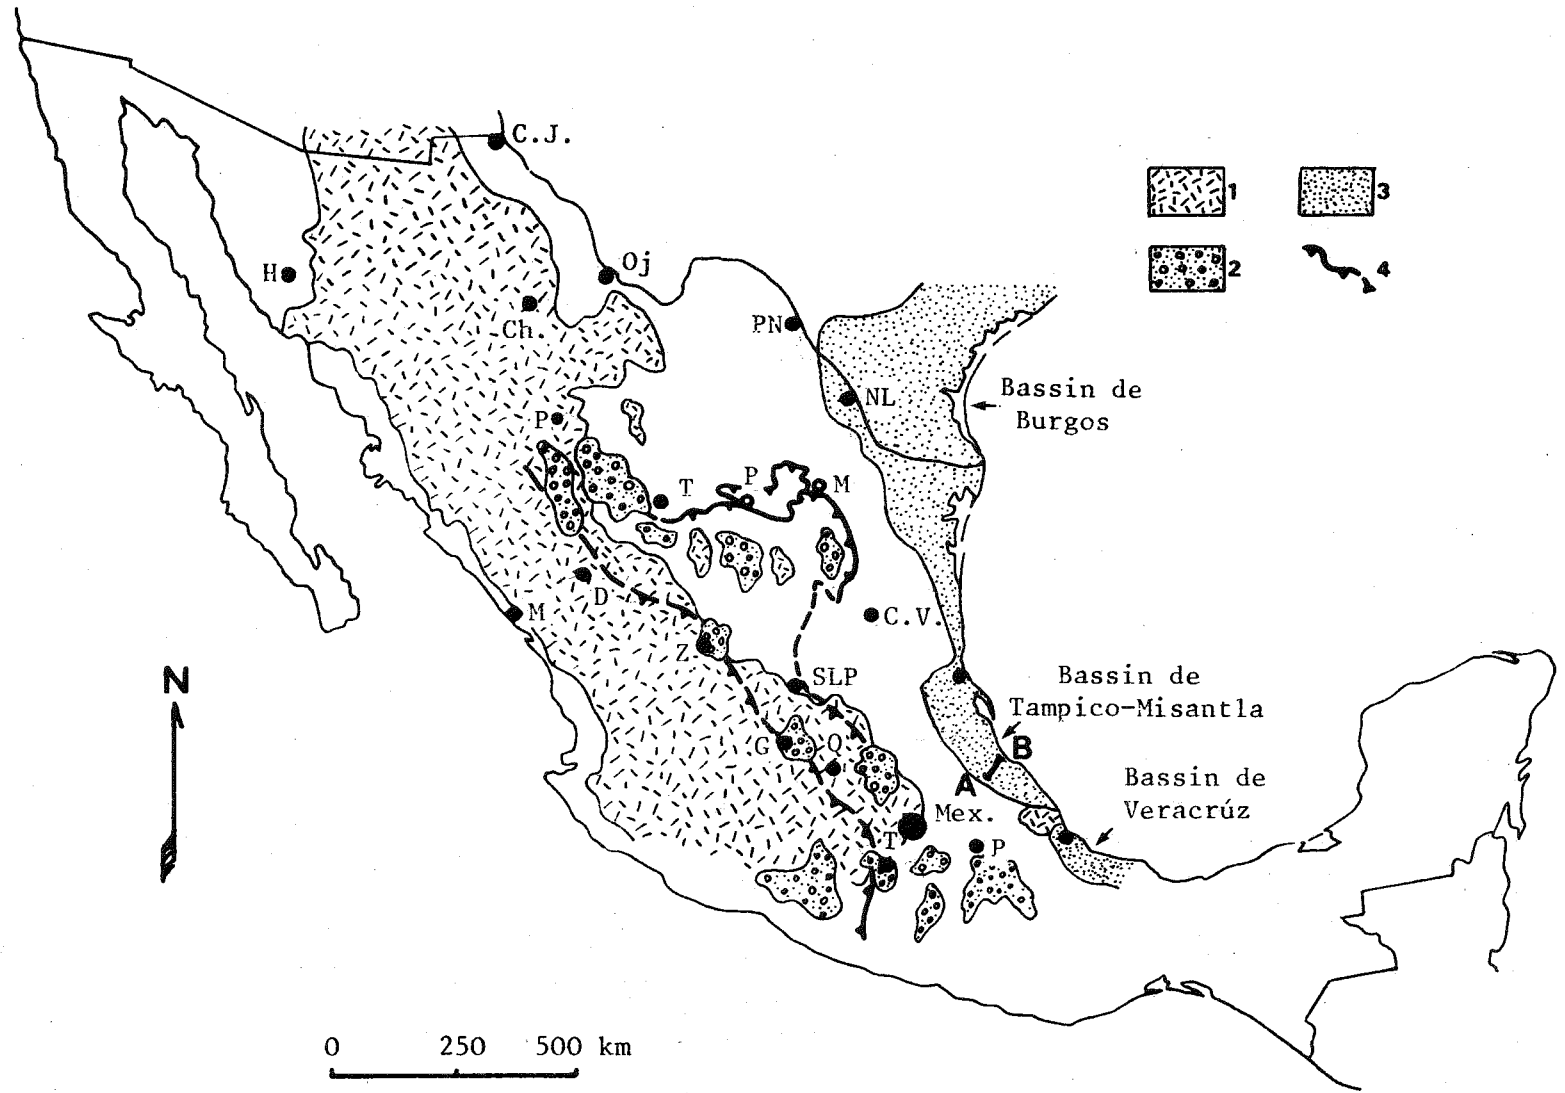 C.J.
1
3
H
Oj
2
4
Ch.
PN
NL
Bassin de
Burgos
P
T
P
M
D
M
C.V.
Z
SLP
N
Bassin de
Tampico-Misantla
G
Q
B
A
Bassin de
Veracrúz
Mex.
T
P
0 250 500 km